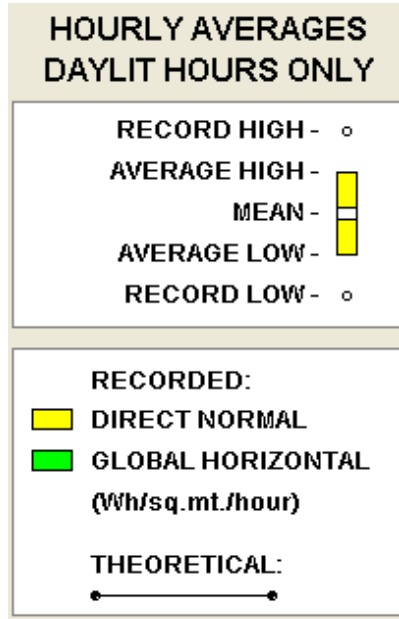 HOURLY AVERAGES
DAYLIT HOURS ONLY
RECORD HIGH -
AVERAGE HIGH -
MEAN -
AVERAGE LOW -
RECORD LOW -
RECORDED:
DIRECT NORMAL
GLOBAL HORIZONTAL
(Wh/sq.mt./hour)
THEORETICAL: